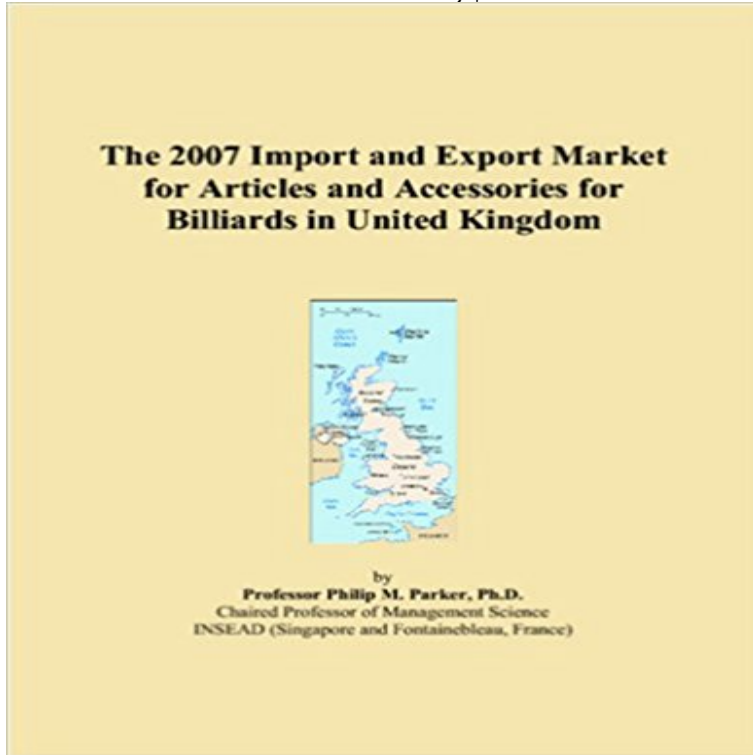 The 2007 Import and Export Market
for Articles and Accessories for
Billiards in United Kingdom
by
Professor Philip M. Parker, Ph.D.
Chaired Professor of Management Science
INSEAD (Singapore and Fontainebleau, France)